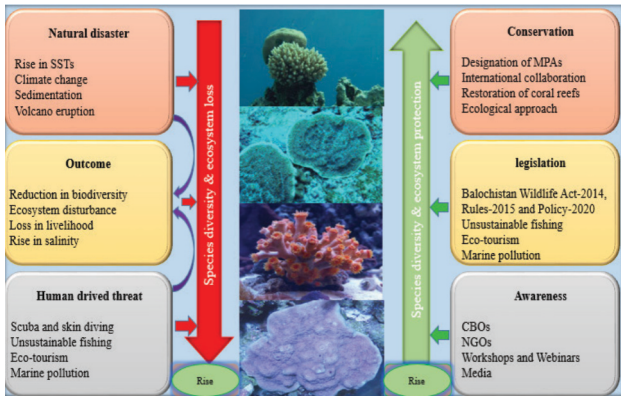 Natural disaster
Rise in SSTs
Climate change
Sedimentation
Volcano eruption
Outcome
Reduction in biodiversity
Ecosystem disturbance
Loss in livelihood
Rise in salinity
Human drived threat
Scuba and skin diving
Unsustainable fishing
Eco-tourism
Marine pollution
Species diversity & ecosystem loss
Rise
Species diversity & ecosystem protection
Rise
Conservation
Designation of MPAs
International collaboration
Restoration of coral reefs
Ecological approach
legislation
Balochistan Wildlife Act-2014,
Rules-2015 and Policy-2020
Unsustainable fishing
Eco-tourism
Marine pollution
Awareness
CBOs
NGOs
Workshops and Webinars
Media